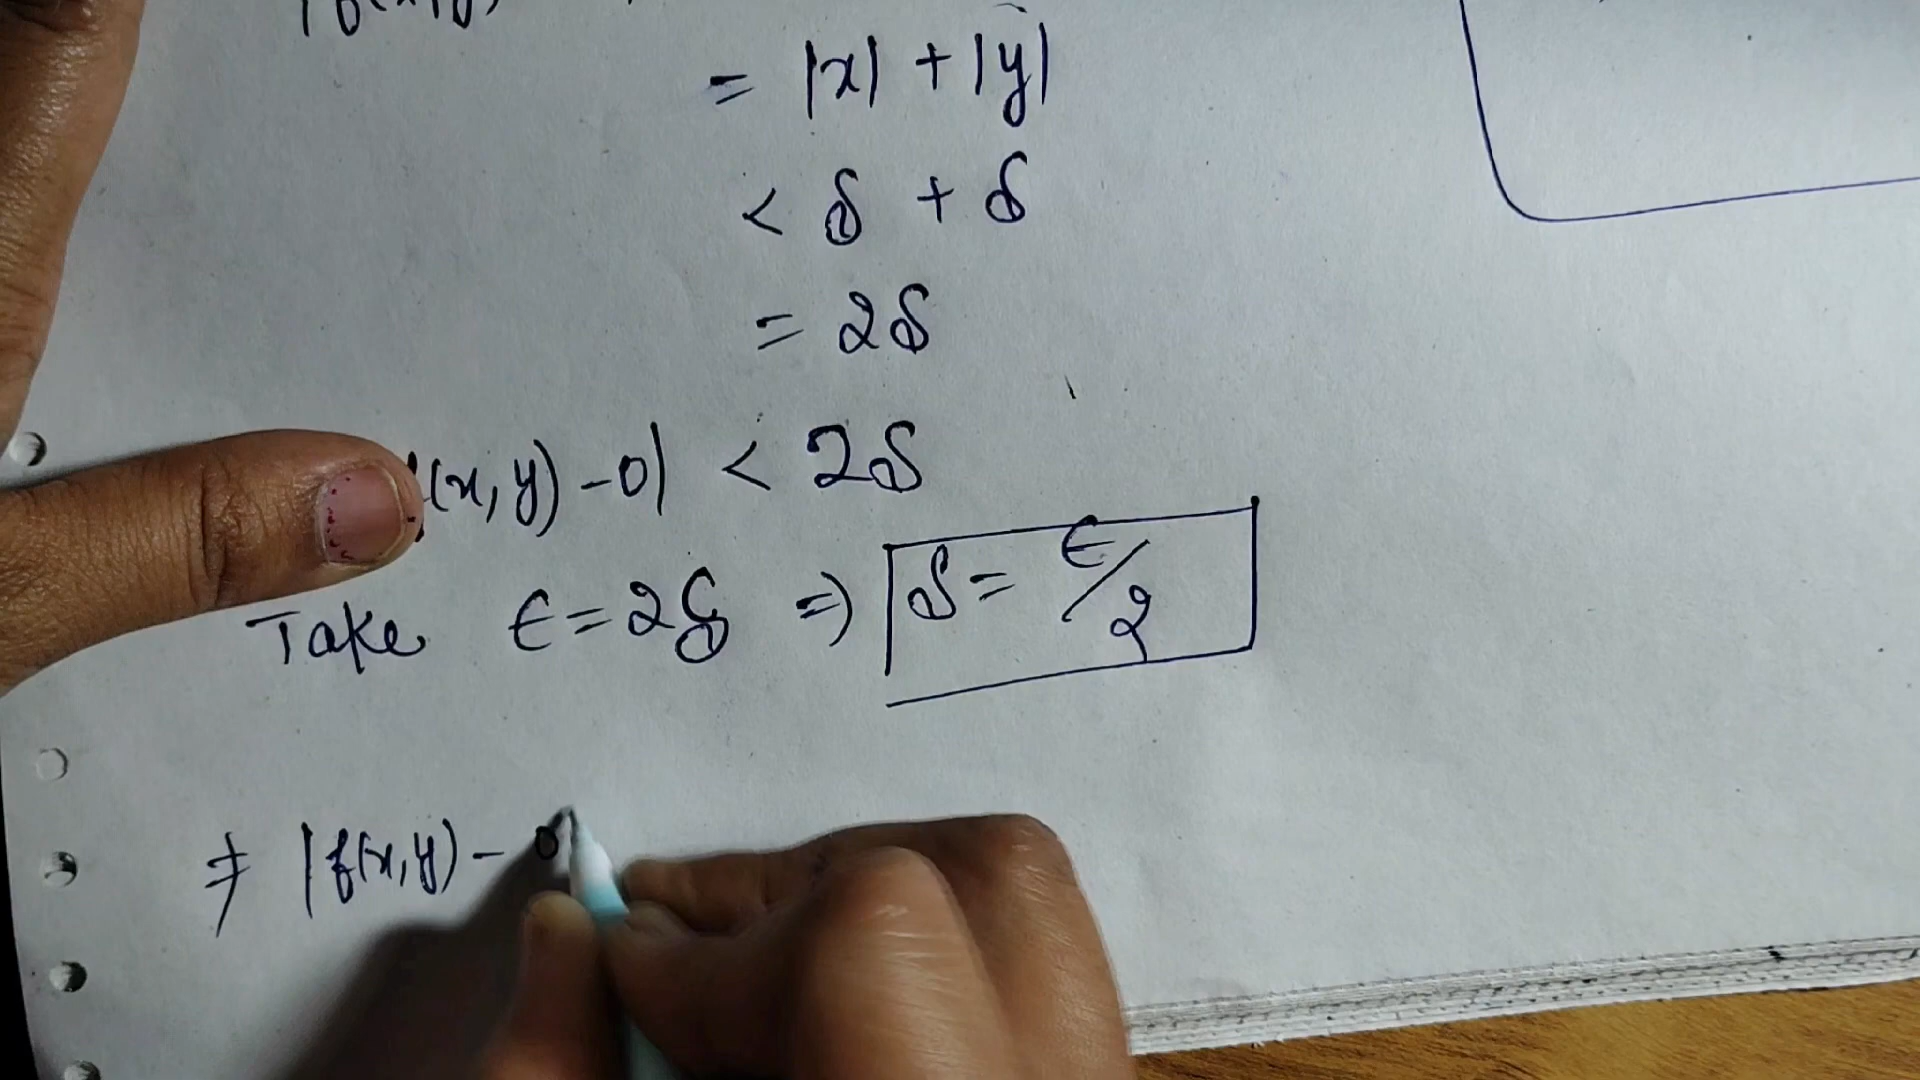 = |x| + |y|
< δ + δ
= 2δ
(x, y) - 0| < 2δ
Take ϵ = 2δ ⇒ δ = ϵ/2
⇒ |f(x, y) - 0